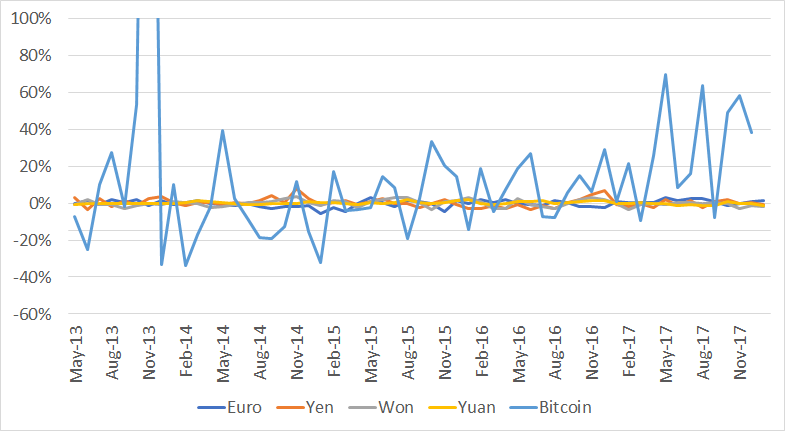 100%
80%
60%
40%
20%
0%
-20%
-40%
-60%
May-13
Aug-13
Nov-13
Feb-14
May-14
Aug-14
Nov-14
Feb-15
May-15
Aug-15
Nov-15
Feb-16
May-16
Aug-16
Nov-16
Feb-17
May-17
Aug-17
Nov-17
Euro Yen Won Yuan Bitcoin